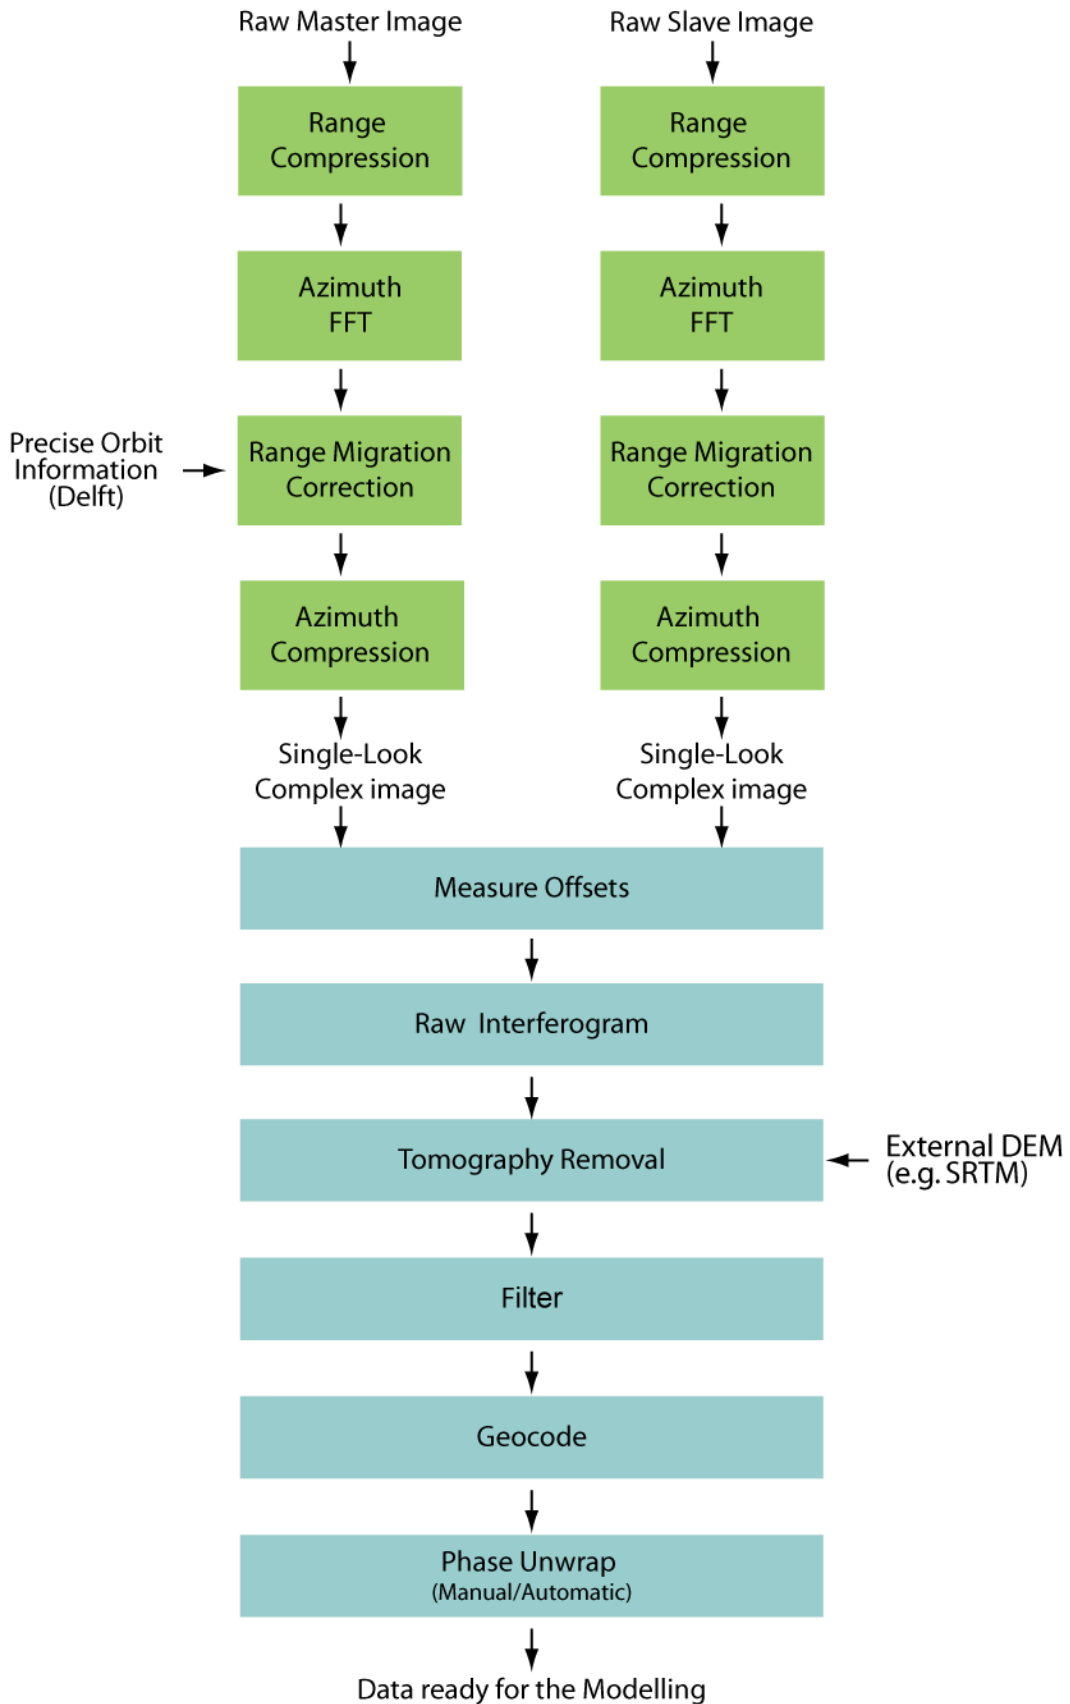 Raw Master Image
Raw Slave Image
Range
Compression
Range
Compression
Azimuth
FFT
Azimuth
FFT
Precise Orbit
Information
(Delft)
Range Migration
Correction
Range Migration
Correction
Azimuth
Compression
Azimuth
Compression
Single-Look
Complex image
Single-Look
Complex image
Measure Offsets
Raw Interferogram
Tomography Removal
External DEM
(e.g. SRTM)
Filter
Geocode
Phase Unwrap
(Manual/Automatic)
Data ready for the Modelling